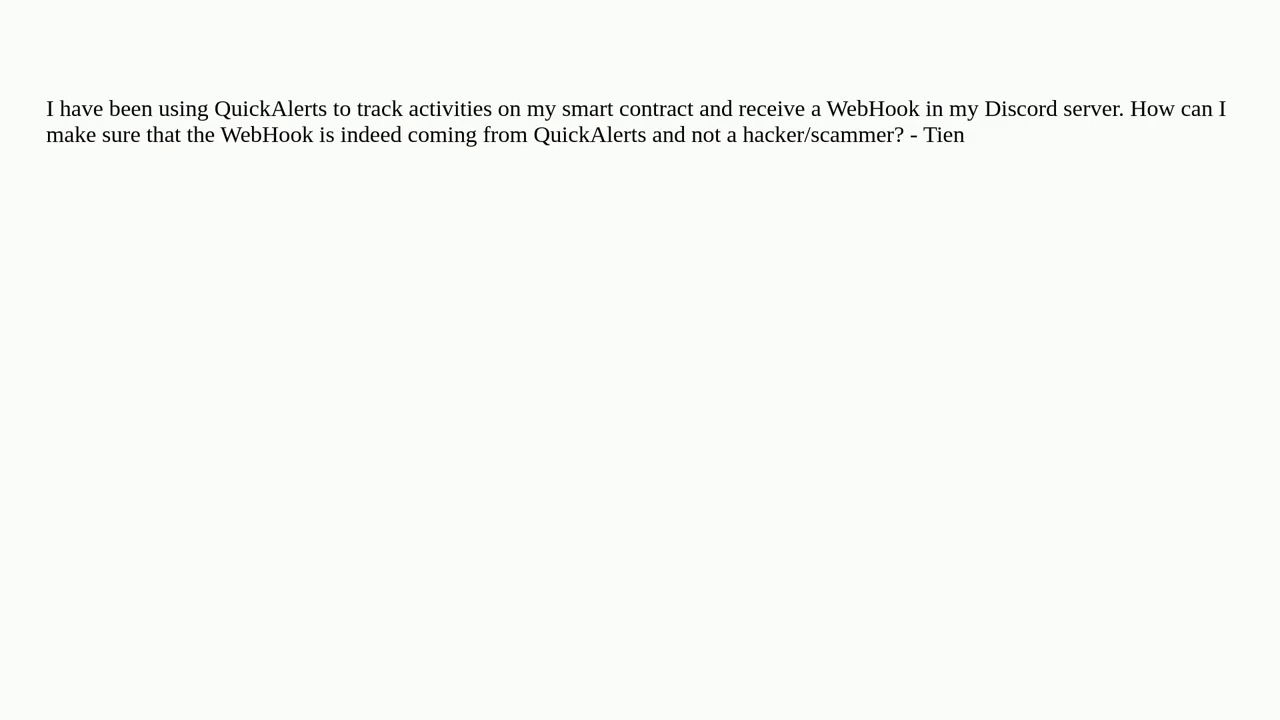 I have been using QuickAlerts to track activities on my smart contract and receive a WebHook in my Discord server. How can I
make sure that the WebHook is indeed coming from QuickAlerts and not a hacker/scammer? - Tien